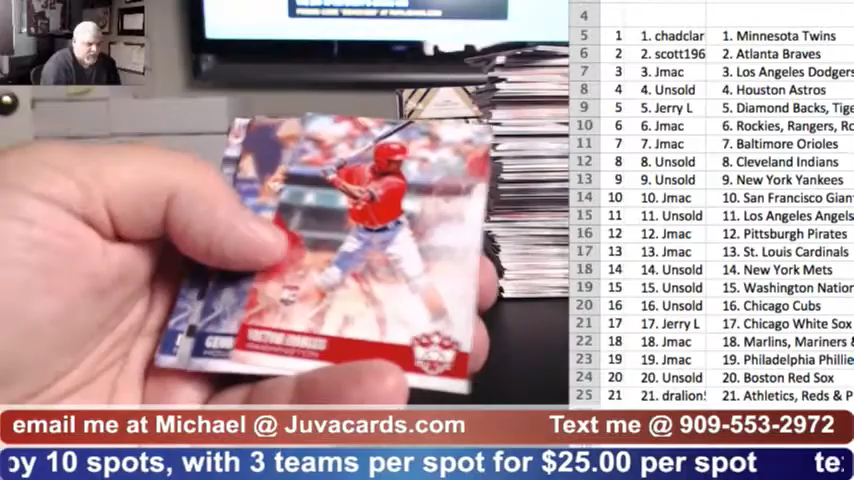 4
5 1 1. chadclar 1. Minnesota Twins
6 2 2. scott196 2. Atlanta Braves
7 3 3. Jmac 3. Los Angeles Dodgers
8 4 4. Unsold 4. Houston Astros
9 5 5. Jerry L 5. Diamond Backs, Tige
10 6 6. Jmac 6. Rockies, Rangers, Ro
11 7 7. Jmac 7. Baltimore Orioles
12 8 8. Unsold 8. Cleveland Indians
13 9 9. Unsold 9. New York Yankees
14 10 10. Jmac 10. San Francisco Gian
15 11 11. Unsold 11. Los Angeles Angels
16 12 12. Jmac 12. Pittsburgh Pirates
17 13 13. Jmac 13. St. Louis Cardinals
18 14 14. Unsold 14. New York Mets
19 15 15. Unsold 15. Washington Nation
20 16 16. Unsold 16. Chicago Cubs
21 17 17. Jerry L 17. Chicago White Sox
22 18 18. Jmac 18. Marlins, Mariners &
23 19 19. Jmac 19. Philadelphia Phillie
24 20 20. Unsold 20. Boston Red Sox
25 21 21. dralion! 21. Athletics, Reds & P
WASHINGTON
email me at Michael @ Juvacards.com Text me @ 909-553-2972
by 10 spots, with 3 teams per spot for $25.00 per spot te